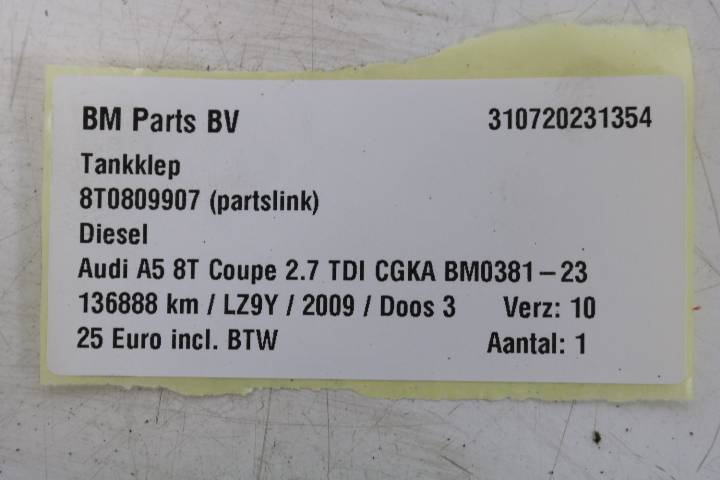 BM Parts BV 310720231354
Tankklep
8T0809907 (partslink)
Diesel
Audi A5 8T Coupe 2.7 TDI CGKA BM0381-23
136888 km / LZ9Y / 2009 / Doos 3 Verz: 10
25 Euro incl. BTW Aantal: 1